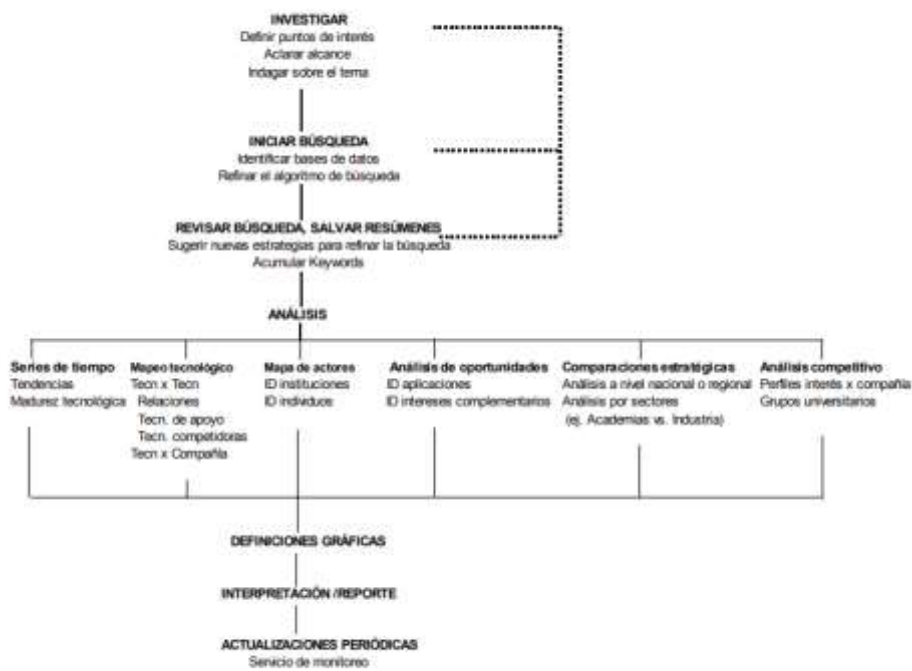 INVESTIGAR
Definir puntos de interés
Aclarar alcance
Indagar sobre el tema
INICIAR BÚSQUEDA
Identificar bases de datos
Refinar el algoritmo de búsqueda
REVISAR BÚSQUEDA, SALVAR RESÚMENES
Sugerir nuevas estrategias para refinar la búsqueda
Acumular Keywords
ANÁLISIS
Series de tiempo
Tendencias
Madurez tecnológica
Mapeo tecnológico
Tecn x Tecn
Relaciones
Tecn. de apoyo
Tecn. competidoras
Tecn x Compañía
Mapa de actores
ID instituciones
ID individuos
Análisis de oportunidades
ID aplicaciones
ID intereses complementarios
Comparaciones estratégicas
Análisis a nivel nacional o regional
Análisis por sectores
(ej. Academias vs. Industria)
Análisis competitivo
Perfiles interés x compañía
Grupos universitarios
DEFINICIONES GRÁFICAS
INTERPRETACIÓN /REPORTE
ACTUALIZACIONES PERIÓDICAS
Servicio de monitoreo